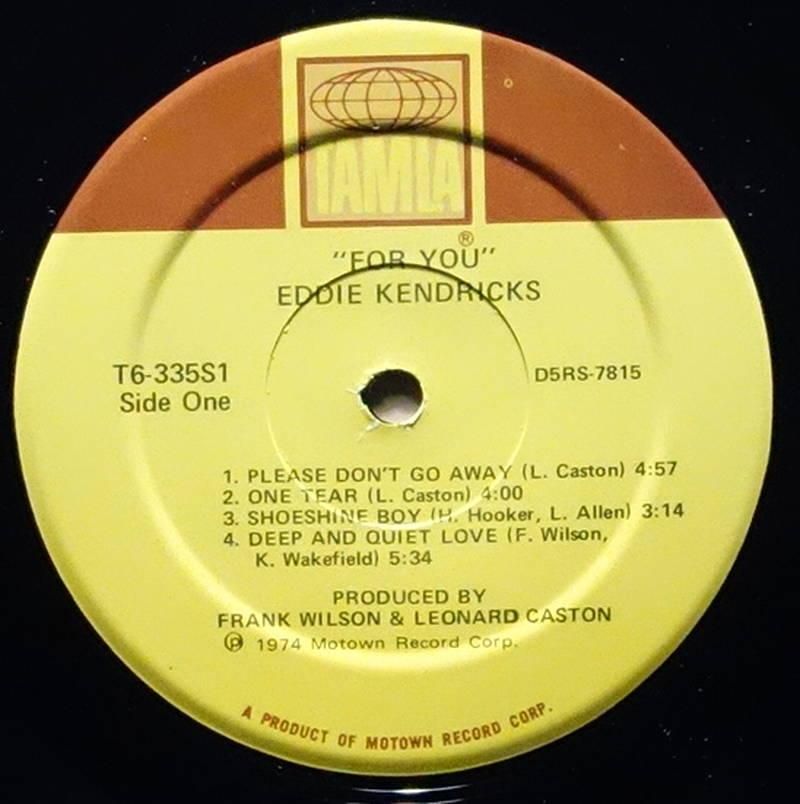 TAMLA
®
"FOR YOU"
EDDIE KENDRICKS
T6-335S1
Side One
D5RS-7815
1. PLEASE DON'T GO AWAY (L. Caston) 4:57
2. ONE TEAR (L. Caston) 4:00
3. SHOESHINE BOY (H. Hooker, L. Allen) 3:14
4. DEEP AND QUIET LOVE (F. Wilson,
K. Wakefield) 5:34
PRODUCED BY
FRANK WILSON & LEONARD CASTON
℗ 1974 Motown Record Corp.
A PRODUCT OF MOTOWN RECORD CORP.